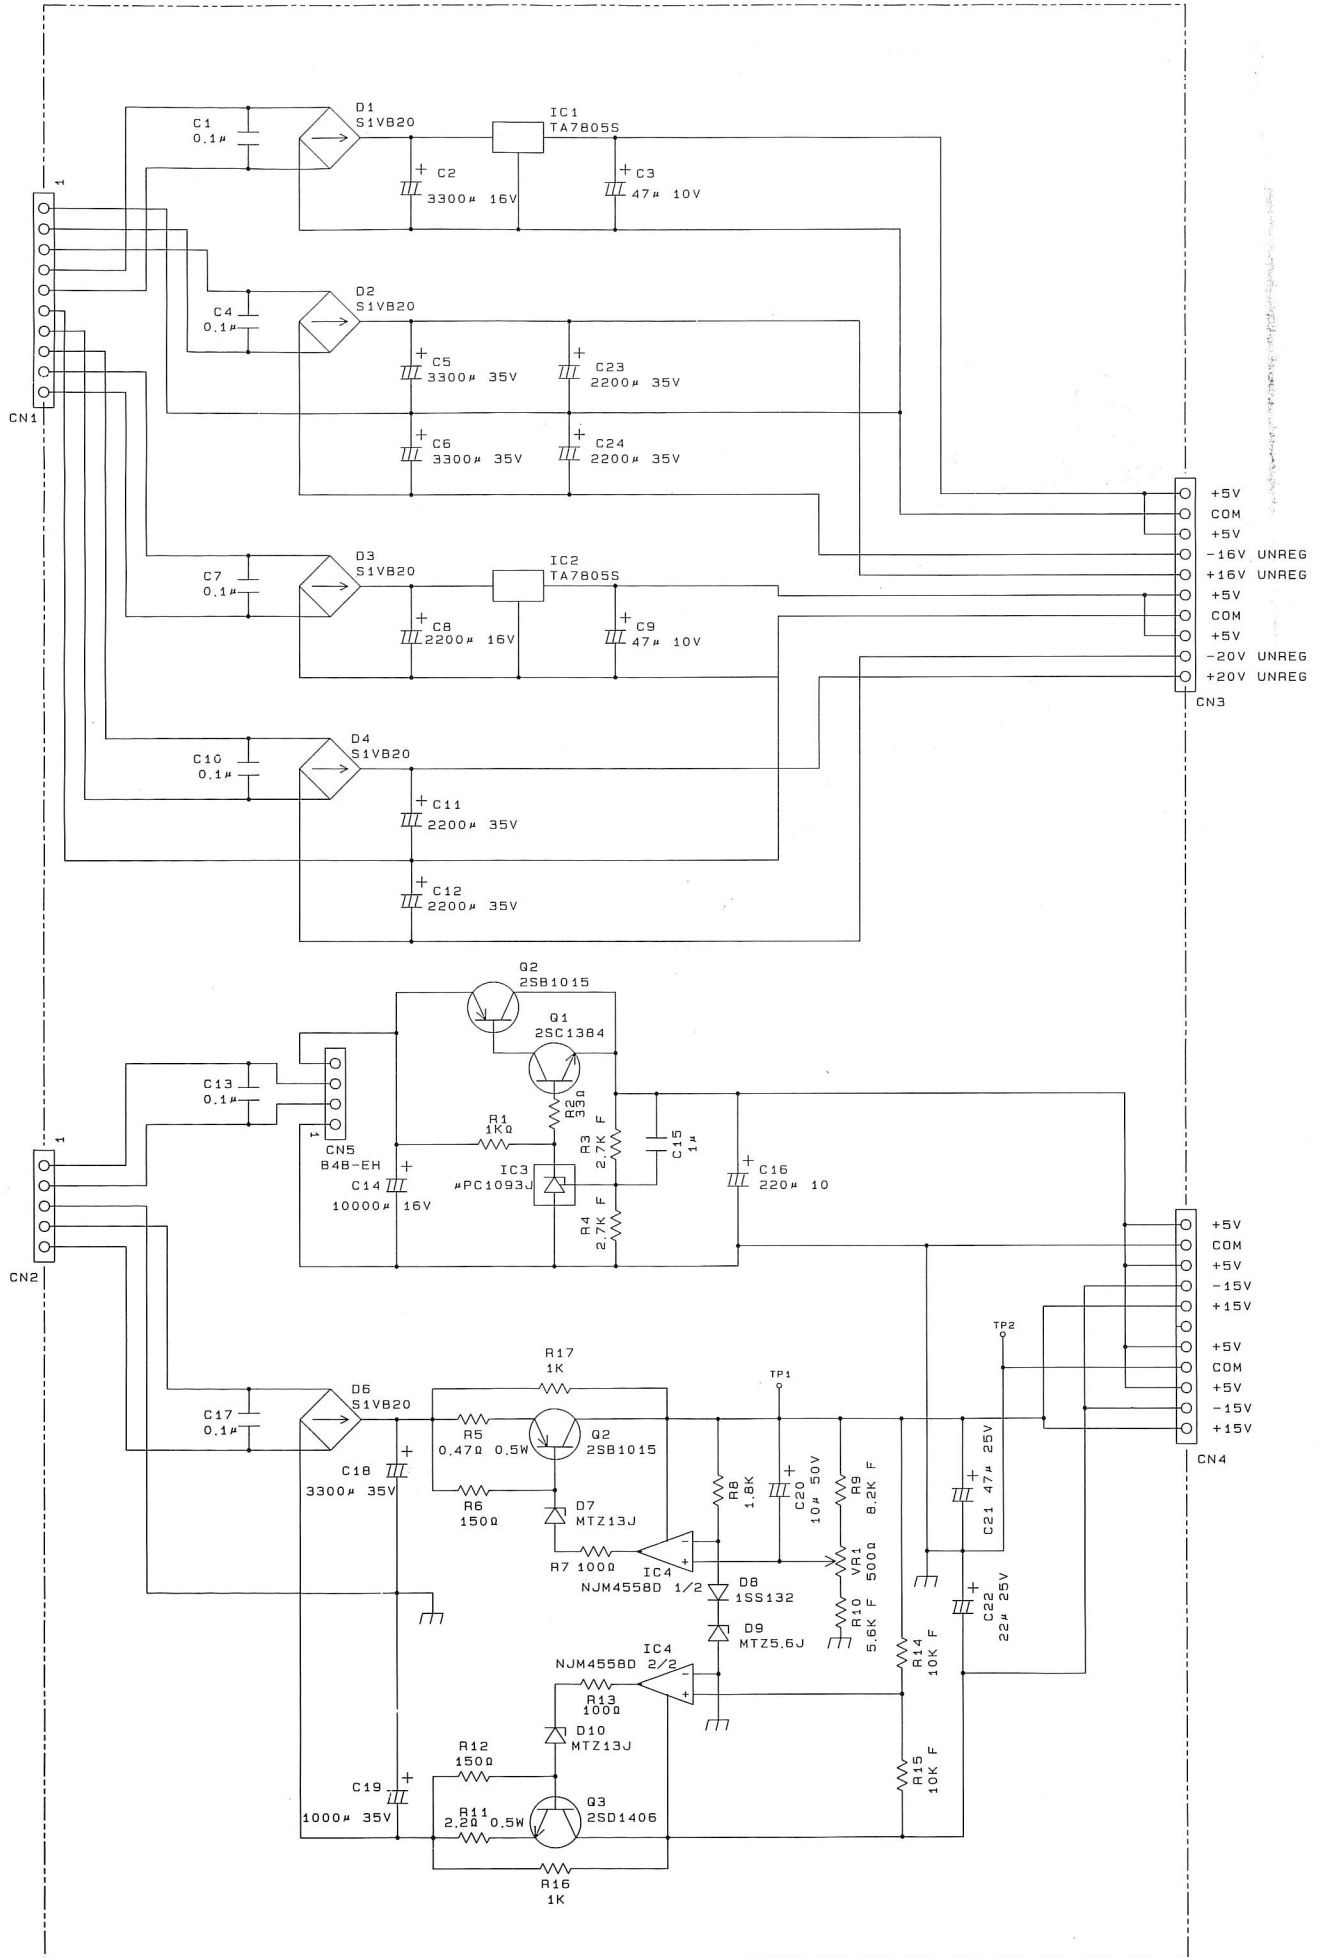 D1
S1VB20
C1
0.1μ
IC1
TA7805S
+
C2
3300μ 16V
+
C3
47μ 10V
1
D2
S1VB20
C4
0.1μ
+
C5
3300μ 35V
+
C23
2200μ 35V
CN1
+
C6
3300μ 35V
+
C24
2200μ 35V
+5V
COM
+5V
-16V UNREG
+16V UNREG
+5V
COM
+5V
-20V UNREG
+20V UNREG
CN3
D3
S1VB20
C7
0.1μ
IC2
TA7805S
+
C8
2200μ 16V
+
C9
47μ 10V
D4
S1VB20
C10
0.1μ
+
C11
2200μ 35V
+
C12
2200μ 35V
Q2
2SB1015
Q1
2SC1384
C13
0.1μ
R2
33Ω
R1
1KΩ
1
CN5
B4B-EH
1
R3
2.7K F
C15
1μ
IC3
μPC1093J
+
C14
10000μ 16V
+
C16
220μ 10
R4
2.7K F
CN2
+5V
COM
+5V
-15V
+15V
+5V
COM
+5V
-15V
+15V
CN4
TP2
R17
1K
TP1
D6
S1VB20
C17
0.1μ
R5
0.47Ω 0.5W
Q2
2SB1015
+
C18
3300μ 35V
R6
150Ω
D7
MTZ13J
R8
1.8K
+
C20
10μ 50V
R9
8.2K F
+
C21 47μ 25V
R7 100Ω
-
+
IC4
NJM4558D 1/2
VR1
500Ω
D8
1SS132
R10
5.6K F
+
C22
22μ 25V
D9
MTZ5.6J
IC4
NJM4558D 2/2
-
+
R14
10K F
R13
100Ω
D10
MTZ13J
R12
150Ω
R15
10K F
+
C19
1000μ 35V
R11
2.2Ω 0.5W
Q3
2SD1406
R16
1K